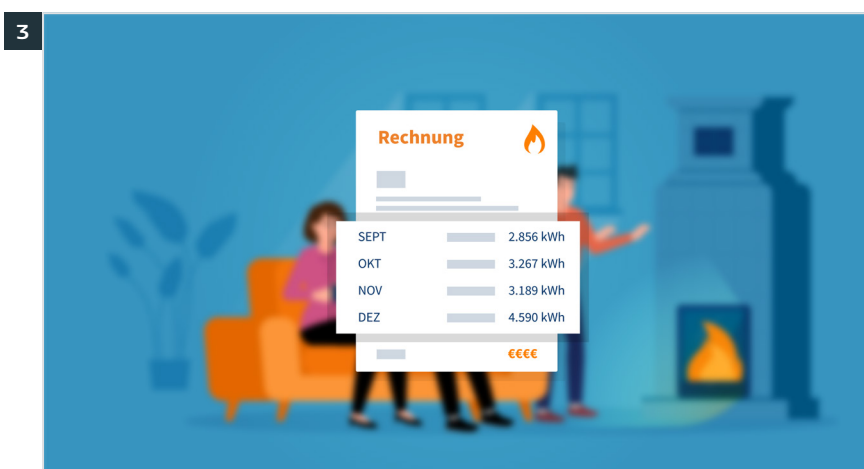 3
Rechnung
SEPT 2.856 kWh
OKT 3.267 kWh
NOV 3.189 kWh
DEZ 4.590 kWh
€€€€